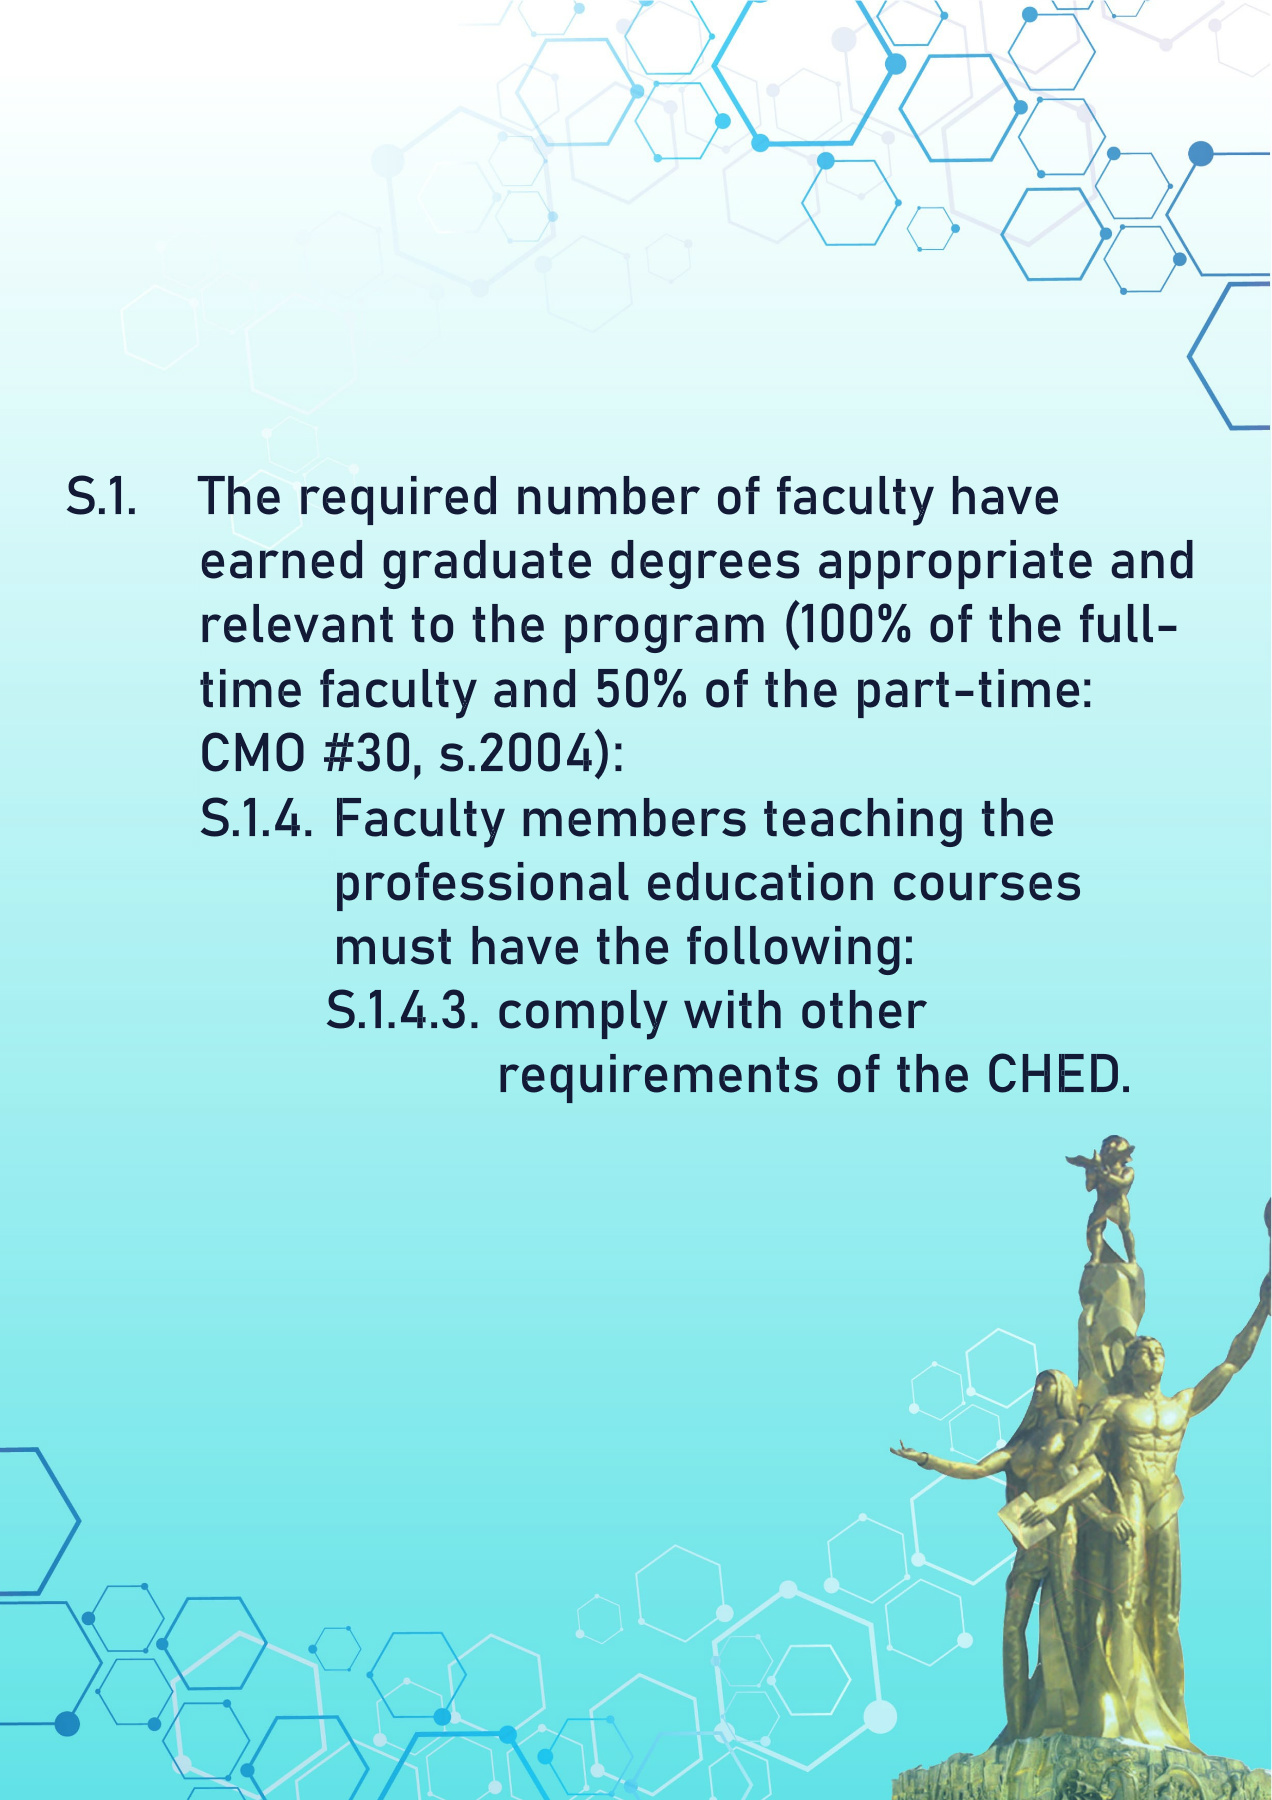 S.1. The required number of faculty have
earned graduate degrees appropriate and
relevant to the program (100% of the full-
time faculty and 50% of the part-time:
CMO #30, s.2004):
S.1.4. Faculty members teaching the
professional education courses
must have the following:
S.1.4.3. comply with other
requirements of the CHED.